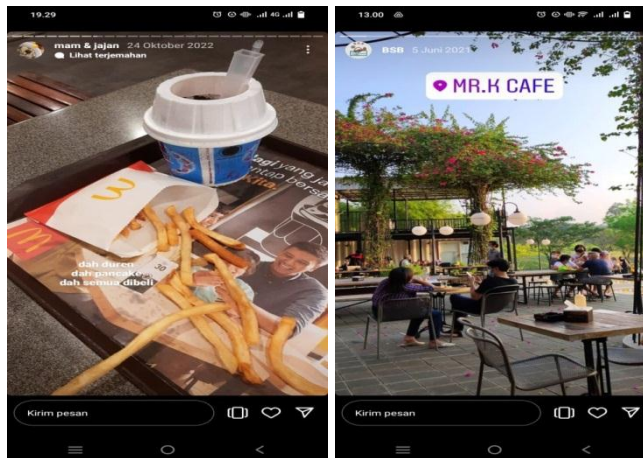 19.29
4G
mam & jajan 24 Oktober 2022
Lihat terjemahan
dah duren
dah pancake
dah semua dibeli
Kirim pesan
13.00
BSB 5 Juni 2021
MR.K CAFE
Kirim pesan